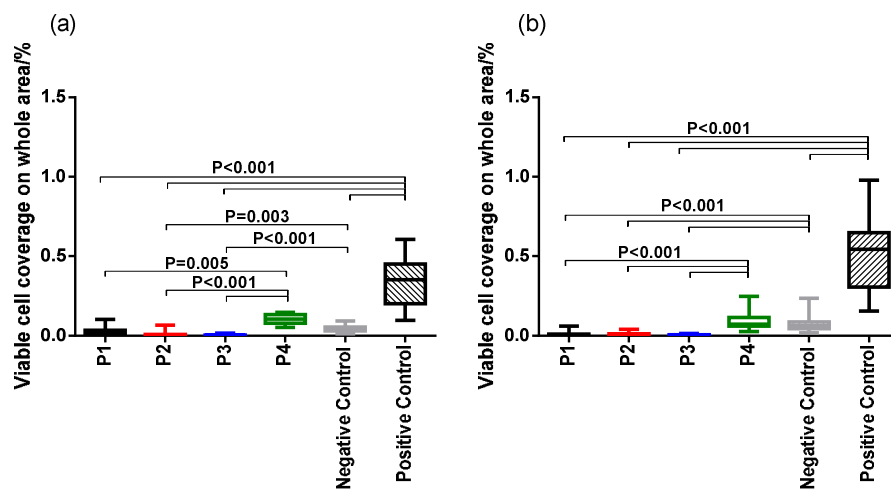 (a)
Viable cell coverage on whole area/%
1.5
1.0
0.5
0.0
P<0.001
P=0.003
P<0.001
P=0.005
P<0.001
P1
P2
P3
P4
Negative Control
Positive Control
(b)
Viable cell coverage on whole area/%
1.5
1.0
0.5
0.0
P<0.001
P<0.001
P<0.001
P1
P2
P3
P4
Negative Control
Positive Control